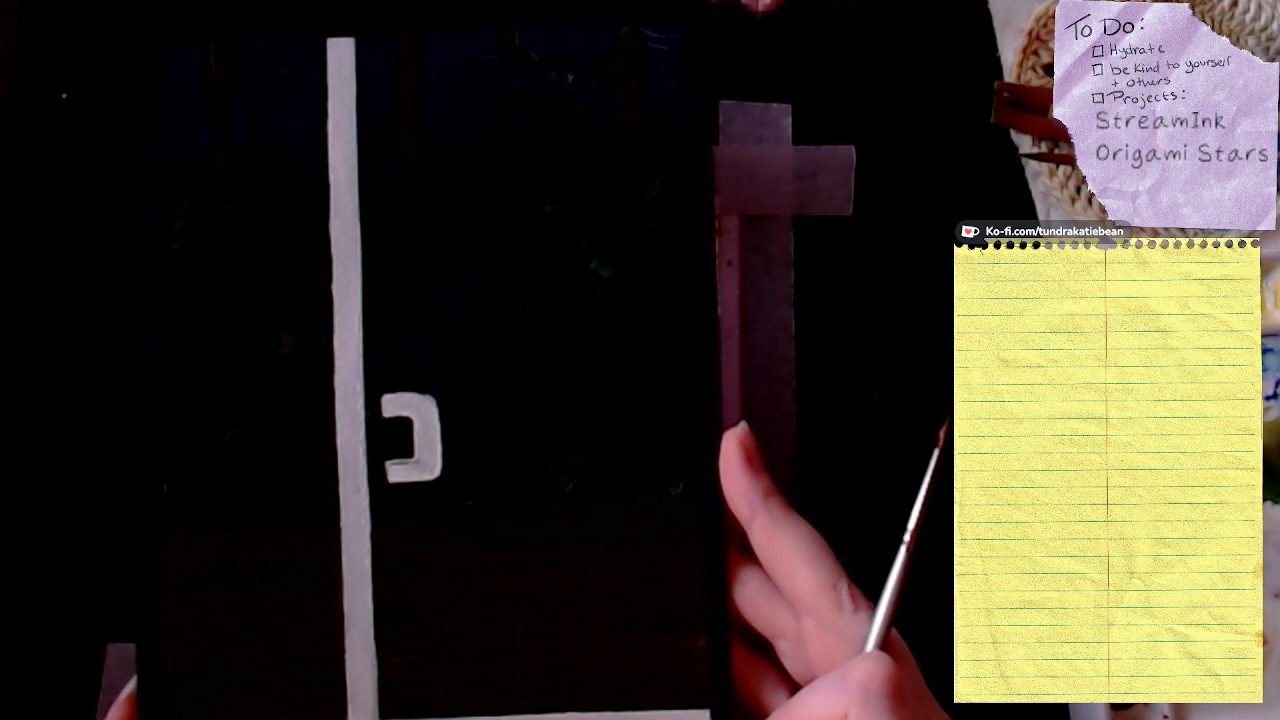 To Do:
Hydrate
be kind to yourself
+ others
Projects:
StreamInk
Origami Stars
Ko-fi.com/tundrakatiebean